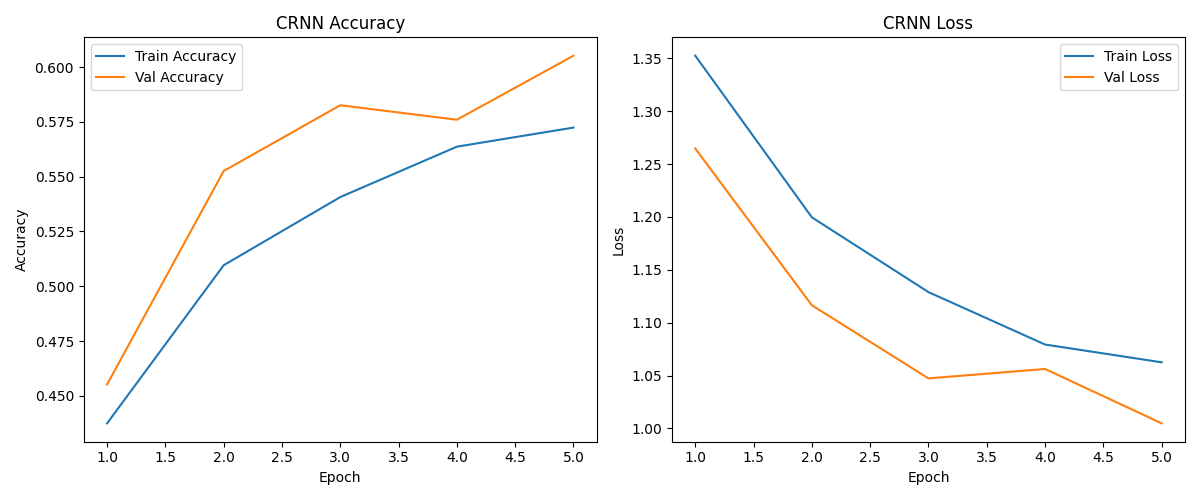 CRNN Accuracy
Train Accuracy
Val Accuracy
0.600
0.575
0.550
0.525
0.500
0.475
0.450
Accuracy
1.0 1.5 2.0 2.5 3.0 3.5 4.0 4.5 5.0
Epoch
CRNN Loss
Train Loss
Val Loss
1.35
1.30
1.25
1.20
1.15
1.10
1.05
1.00
Loss
1.0 1.5 2.0 2.5 3.0 3.5 4.0 4.5 5.0
Epoch